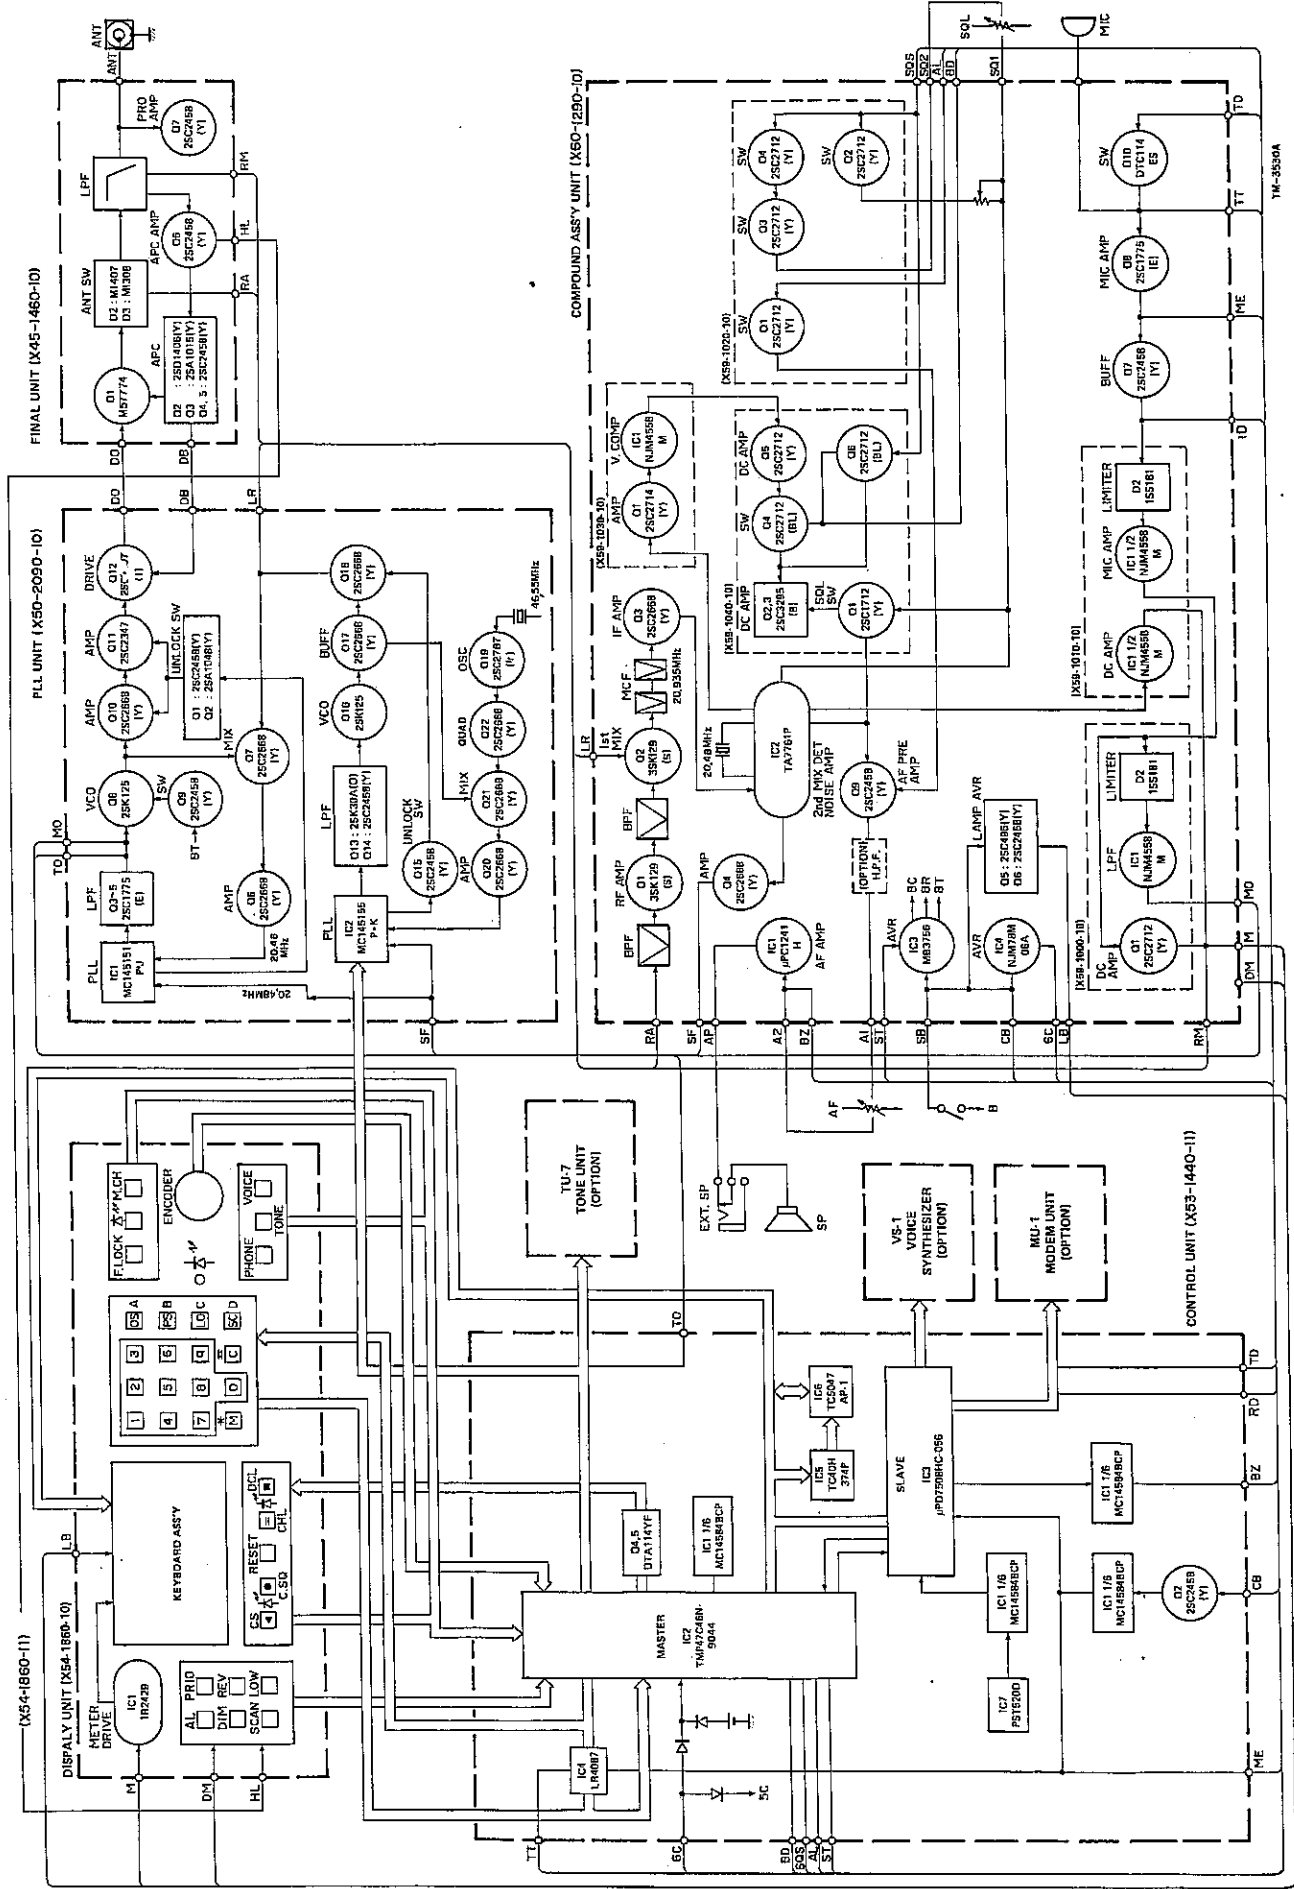 (X54-1860-11)
DISPALY UNIT (X54-1860-10)
METER
DRIVE
IC1
IR2429
M
DM
HL
LB
KEYBOARD ASS'Y
AL PRIO
DIM REV
SCAN LOW
CS C.SQ RESET CHL DCL
1 2 3 OS A
4 5 6 PS B
7 8 9 LO C
* M 0 # C SC D
F.LOCK M.CH
ENCODER
PHONE VOICE
TONE
PLL UNIT (X50-2090-10)
PLL
IC1
MC145151
PJ
LPF
Q3~5
2SC1775
(E)
TO
MO
VCO
Q8
2SK125
SW
Q9
2SC2458
(Y)
BT
AMP
Q10
2SC2668
(Y)
AMP
Q11
2SC2347
DRIVE
Q12
DO
DB
LR
UNLOCK SW
Q1 : 2SC2458(Y)
Q2 : 2SA1048(Y)
MIX
Q7
2SC2668
(Y)
AMP
Q6
2SC2668
(Y)
20.48
MHz
20.48MHz
PLL
IC2
MC145155
P-K
LPF
Q13 : 2SK30A(O)
Q14 : 2SC2458(Y)
VCO
Q16
2SK125
BUFF
Q17
2SC2668
(Y)
Q18
2SC2668
(Y)
UNLOCK
SW
Q15
2SC2458
(Y)
AMP
Q20
2SC2668
(Y)
MIX
Q21
2SC2668
(Y)
QUAD
Q22
2SC2668
(Y)
OSC
Q19
2SC2787
46.55MHz
SF
FINAL UNIT (X45-1460-10)
DO
DB
Q1
M57774
APC
Q2 : 2SD1406(Y)
Q3 : 2SA1015(Y)
Q4, 5 : 2SC2458(Y)
ANT SW
D2 : MI407
D3 : MI308
LPF
APC AMP
Q6
2SC2458
(Y)
PRO
AMP
Q7
2SC2458
(Y)
RA
HL
RM
ANT
ANT
COMPOUND ASS'Y UNIT (X60-1290-10)
RA
BPF
RF AMP
Q1
3SK129
(S)
BPF
LR
1st
MIX
Q2
3SK129
(S)
MCF
20.935MHz
IF AMP
Q3
2SC2668
(Y)
(X59-1030-10)
AMP
Q1
2SC2714
(Y)
V. COMP
IC1
NJM4558
M
(X59-1040-10)
DC AMP
Q2,3
2SC3295
(B)
SW
Q4
2SC2712
(BL)
DC AMP
Q5
2SC2712
(Y)
Q6
2SC2712
(BL)
SQL
SW
Q1
2SC1712
(Y)
(X59-1020-10)
SW
Q1
2SC2712
(Y)
SW
Q3
2SC2712
(Y)
SW
Q4
2SC2712
(Y)
SW
Q2
2SC2712
(Y)
SQS
SQ2
AL
BD
SQ1
SQL
MIC
20.48MHz
IC2
TA7761P
2nd MIX DET
NOISE AMP
AMP
Q4
2SC2668
(Y)
SF
AP
IC1
μPC1241
H
AF AMP
A2
BZ
(OPTION)
H.P.F.
Q9
2SC2458
(Y)
AF PRE
AMP
A1
ST
AVR
IC3
MB3756
BC
BR
BT
SB
AVR
IC4
NJM78M
06A
LAMP AVR
Q5 : 2SC496(Y)
Q6 : 2SC2458(Y)
CB
6C
LB
(X59-1000-10)
DC
AMP
Q1
2SC2712
(Y)
LPF
IC1
NJM4558
M
LIMITER
D2
1SS181
(X59-1010-10)
DC AMP
IC1 1/2
NJM4558
M
MIC AMP
IC1 1/2
NJM4558
M
LIMITER
D2
1SS181
BUFF
Q7
2SC2458
(Y)
MIC AMP
Q8
2SC1775
(E)
SW
Q10
DTC114
ES
RM
DM
M
MO
ME
TT
TD
TM-3530A
TU-7
TONE UNIT
(OPTION)
EXT. SP
SP
AF
B
VS-1
VOICE
SYNTHESIZER
(OPTION)
MU-1
MODEM UNIT
(OPTION)
CONTROL UNIT (X53-1440-11)
TO
TT
6C
BD
SQS
AL
ST
5C
IC4
LR4087
MASTER
IC2
TMP47C46N-
9044
Q4,5
DTA114YF
IC1 1/6
MC14584BCP
IC5
TC40H
374P
IC6
TC5047
AP-1
SLAVE
IC3
μPD7508HC-056
IC1 1/6
MC14584BCP
IC7
PST520D
IC1 1/6
MC14584BCP
IC1 1/6
MC14584BCP
Q2
2SC2458
(Y)
ME
CB
BZ
RD
TD